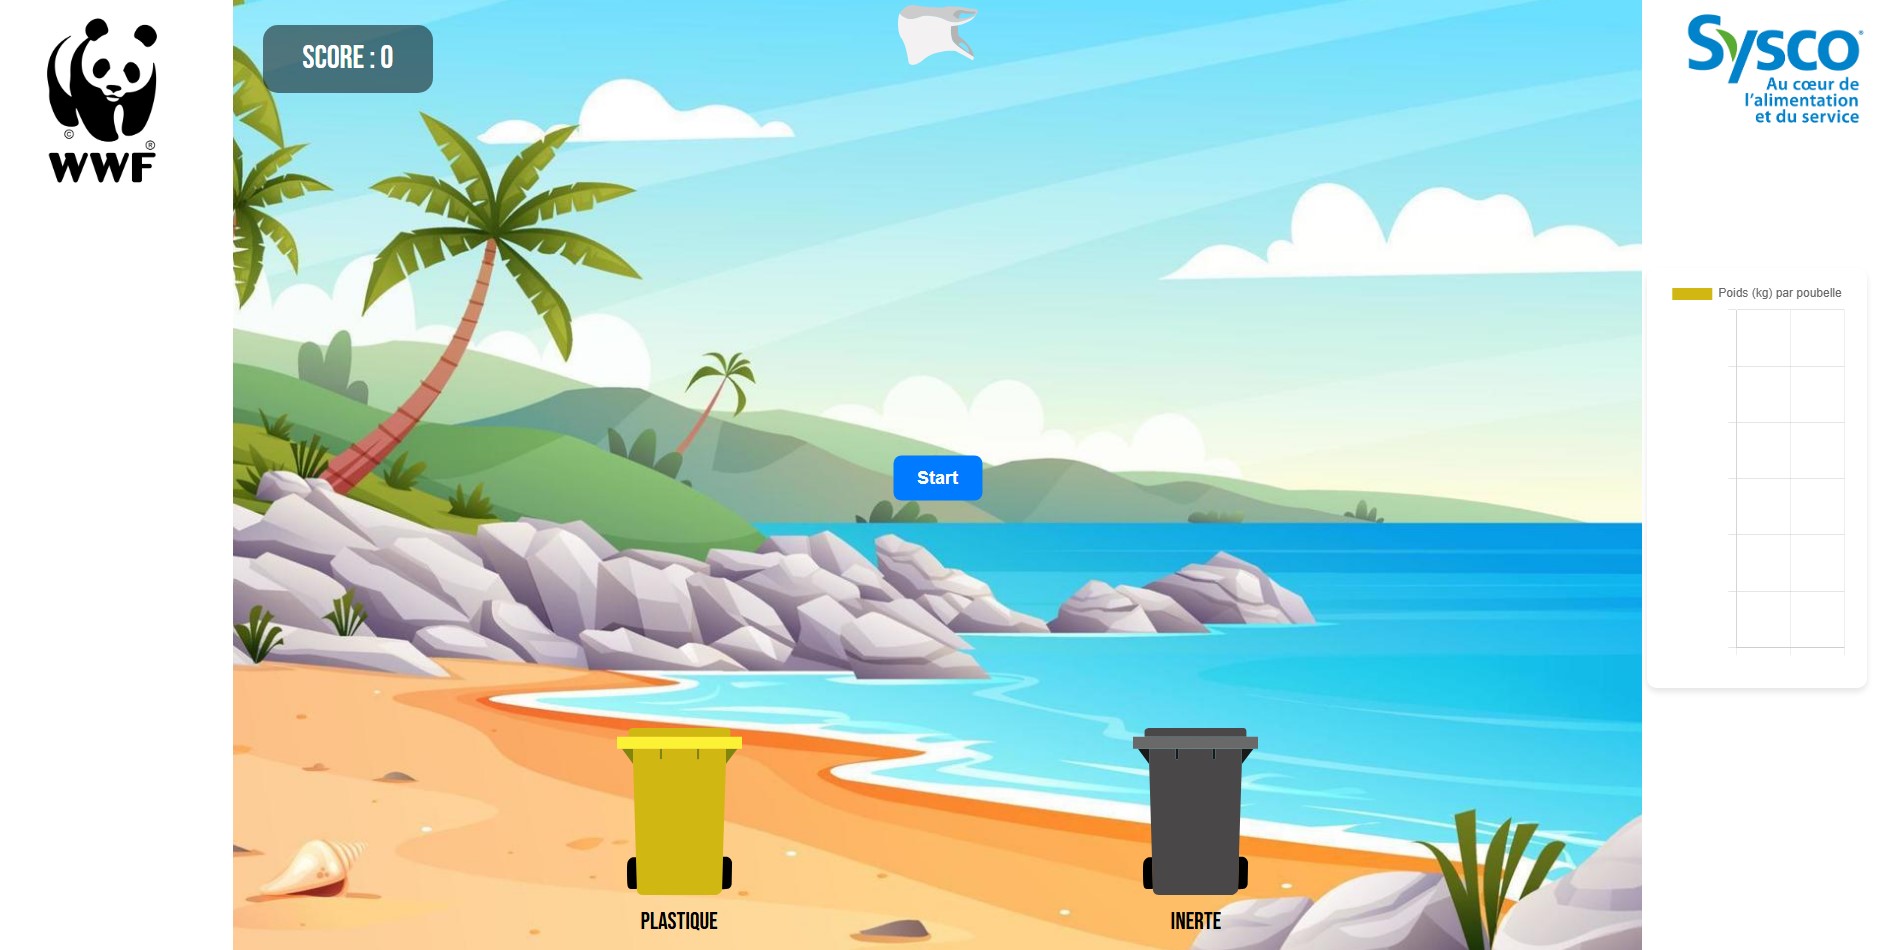 ©
®
WWF
SCORE : 0
Sysco®
Au cœur de
l'alimentation
et du service
Poids (kg) par poubelle
Start
PLASTIQUE
INERTE